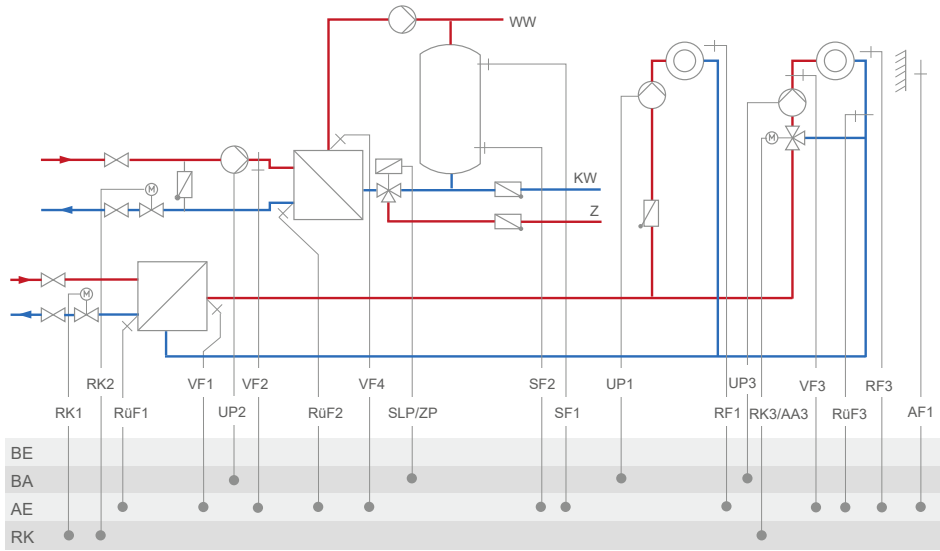 WW
KW
Z
M
M
M
RK2
VF1
VF2
VF4
SF2
UP1
UP3
VF3
RF3
RK1
RüF1
UP2
RüF2
SLP/ZP
SF1
RF1
RK3/AA3
RüF3
AF1
BE
BA
AE
RK